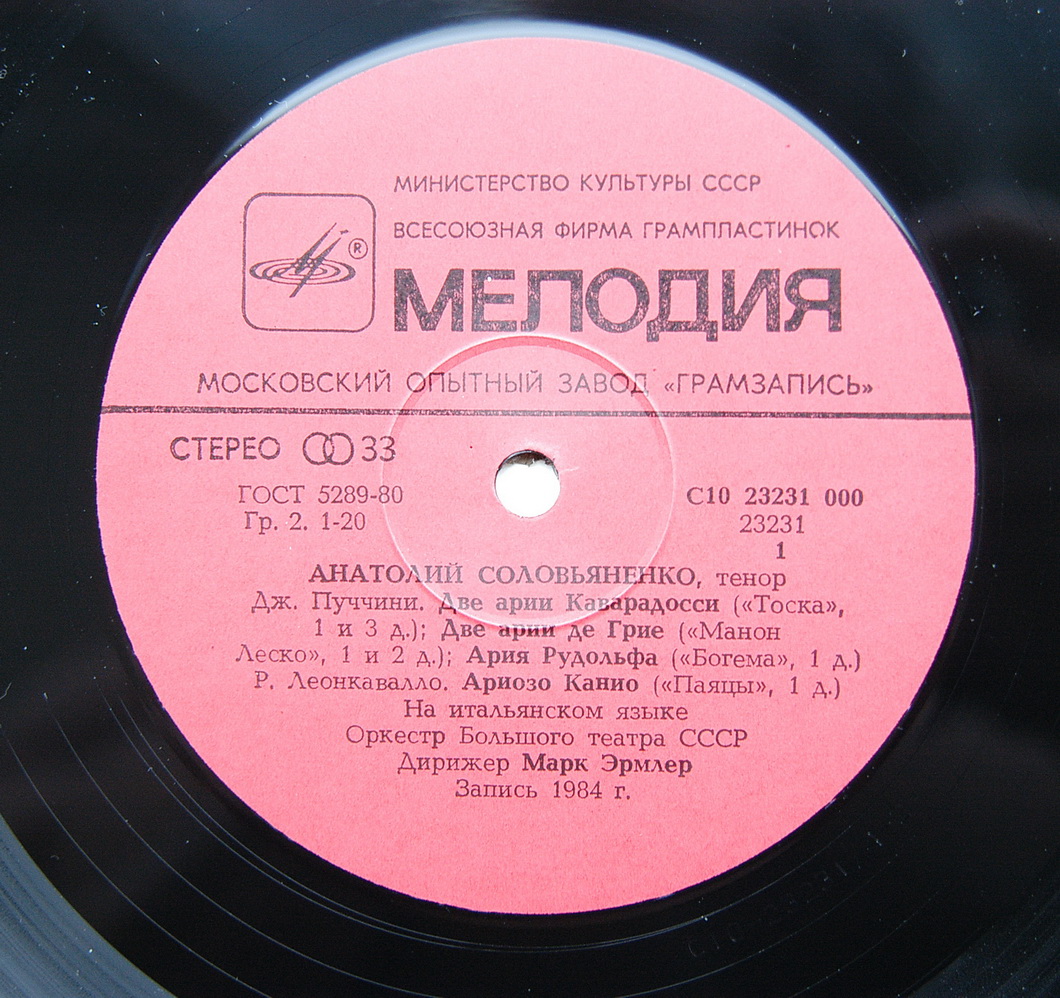 МИНИСТЕРСТВО КУЛЬТУРЫ СССР
ВСЕСОЮЗНАЯ ФИРМА ГРАМПЛАСТИНОК
®
МЕЛОДИЯ
МОСКОВСКИЙ ОПЫТНЫЙ ЗАВОД «ГРАМЗАПИСЬ»
СТЕРЕО 33
ГОСТ 5289-80
Гр. 2. 1-20
С10 23231 000
23231
1
АНАТОЛИЙ СОЛОВЬЯНЕНКО, тенор
Дж. Пуччини. Две арии Каварадосси («Тоска»,
1 и 3 д.); Две арии де Грие («Манон
Леско», 1 и 2 д.); Ария Рудольфа («Богема», 1 д.)
Р. Леонкавалло. Ариозо Канио («Паяцы», 1 д.)
На итальянском языке
Оркестр Большого театра СССР
Дирижер Марк Эрмлер
Запись 1984 г.